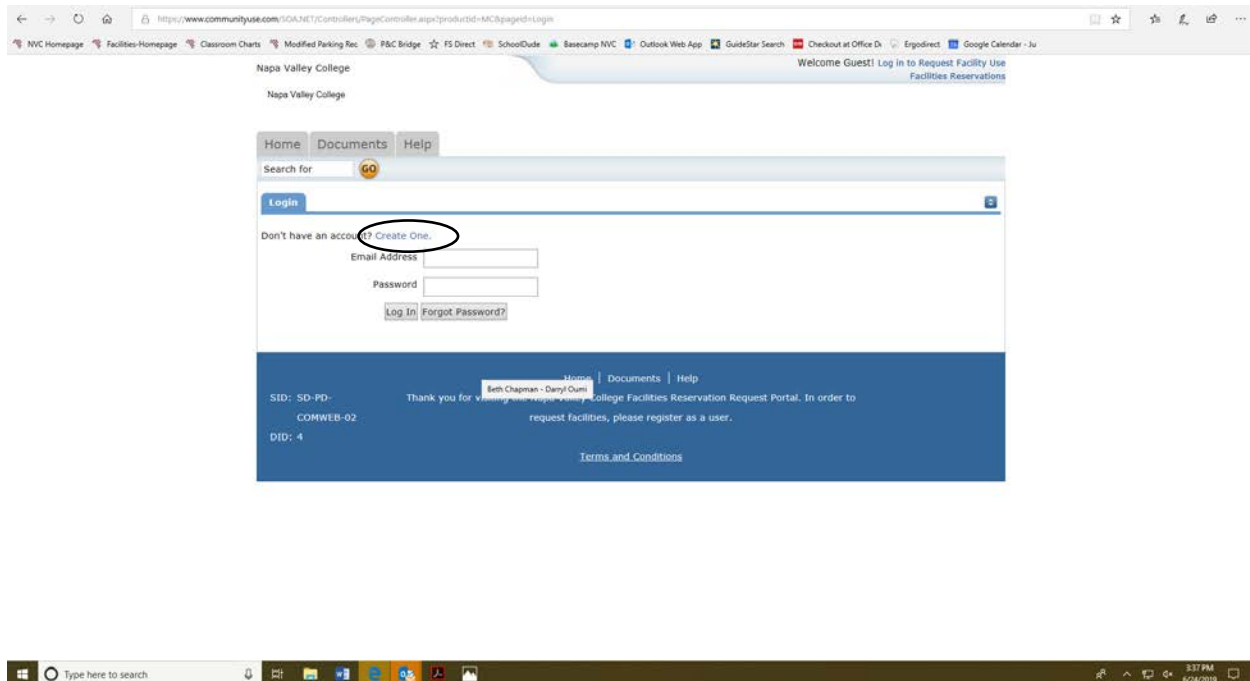 https://www.communityuse.com/SOA.NET/Controllers/PageController.aspx?productid=MC&pageid=Login
NVC Homepage Facilities-Homepage Classroom Charts Modified Parking Rec P&C Bridge FS Direct SchoolDude Basecamp NVC Outlook Web App GuideStar Search Checkout at Office De Ergodirect Google Calendar - Ju
Napa Valley College
Welcome Guest! Log in to Request Facility Use
Facilities Reservations
Napa Valley College
Home Documents Help
Search for GO
Login
Don't have an account? Create One.
Email Address
Password
Log In Forgot Password?
Home | Documents | Help
Beth Chapman - Darryl Oumi
SID: SD-PD-
COMWEB-02
DID: 4
Thank you for visiting the Napa Valley College Facilities Reservation Request Portal. In order to
request facilities, please register as a user.
Terms and Conditions
Type here to search
3:37 PM
6/24/2019